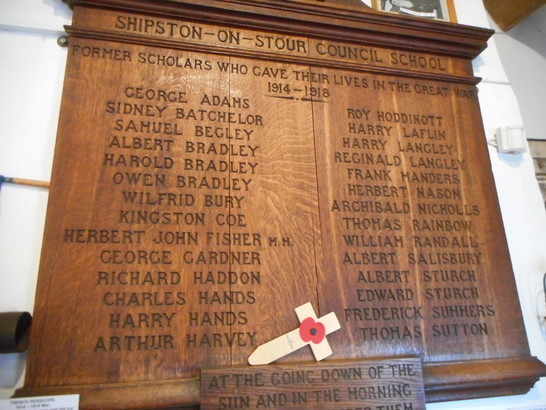 SHIPSTON-ON-STOUR COUNCIL SCHOOL
FORMER SCHOLARS WHO GAVE THEIR LIVES IN THE GREAT WAR
1914-1918
GEORGE ADAMS
SIDNEY BATCHELOR
SAMUEL BEGLEY
ALBERT BRADLEY
HAROLD BRADLEY
OWEN BRADLEY
WILFRID BURY
KINGSTON COE
HERBERT JOHN FISHER M.M.
GEORGE GARDNER
RICHARD HADDON
CHARLES HANDS
HARRY HANDS
ARTHUR HARVEY
ROY HODDINOTT
HARRY LAFLIN
HARRY LANGLEY
REGINALD LANGLEY
FRANK MANDERS
HERBERT MASON
ARCHIBALD NICHOLLS
THOMAS RAINBOW
WILLIAM RANDALL
ALBERT SALISBURY
ALBERT STURCH
EDWARD STURCH
FREDERICK SUMMERS
THOMAS SUTTON
AT THE GOING DOWN OF THE
SUN AND IN THE MORNING
THEM
TRENCH PERISCOPE